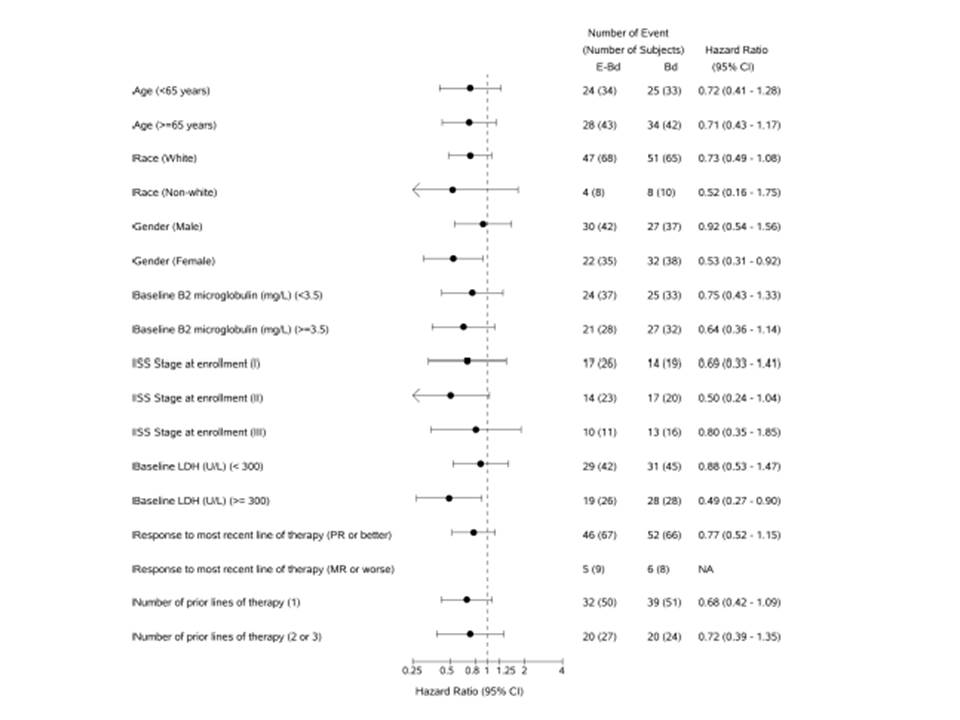 Number of Event
(Number of Subjects) Hazard Ratio
E-Bd Bd (95% CI)
Age (<65 years) 24 (34) 25 (33) 0.72 (0.41 - 1.28)
Age (>=65 years) 28 (43) 34 (42) 0.71 (0.43 - 1.17)
Race (White) 47 (68) 51 (65) 0.73 (0.49 - 1.08)
Race (Non-white) 4 (8) 8 (10) 0.52 (0.16 - 1.75)
Gender (Male) 30 (42) 27 (37) 0.92 (0.54 - 1.56)
Gender (Female) 22 (35) 32 (38) 0.53 (0.31 - 0.92)
Baseline B2 microglobulin (mg/L) (<3.5) 24 (37) 25 (33) 0.75 (0.43 - 1.33)
Baseline B2 microglobulin (mg/L) (>=3.5) 21 (28) 27 (32) 0.64 (0.36 - 1.14)
ISS Stage at enrollment (I) 17 (26) 14 (19) 0.69 (0.33 - 1.41)
ISS Stage at enrollment (II) 14 (23) 17 (20) 0.50 (0.24 - 1.04)
ISS Stage at enrollment (III) 10 (11) 13 (16) 0.80 (0.35 - 1.85)
Baseline LDH (U/L) (< 300) 29 (42) 31 (45) 0.88 (0.53 - 1.47)
Baseline LDH (U/L) (>= 300) 19 (26) 28 (28) 0.49 (0.27 - 0.90)
Response to most recent line of therapy (PR or better) 46 (67) 52 (66) 0.77 (0.52 - 1.15)
Response to most recent line of therapy (MR or worse) 5 (9) 6 (8) NA
Number of prior lines of therapy (1) 32 (50) 39 (51) 0.68 (0.42 - 1.09)
Number of prior lines of therapy (2 or 3) 20 (27) 20 (24) 0.72 (0.39 - 1.35)
0.25 0.5 0.8 1 1.25 2 4
Hazard Ratio (95% CI)